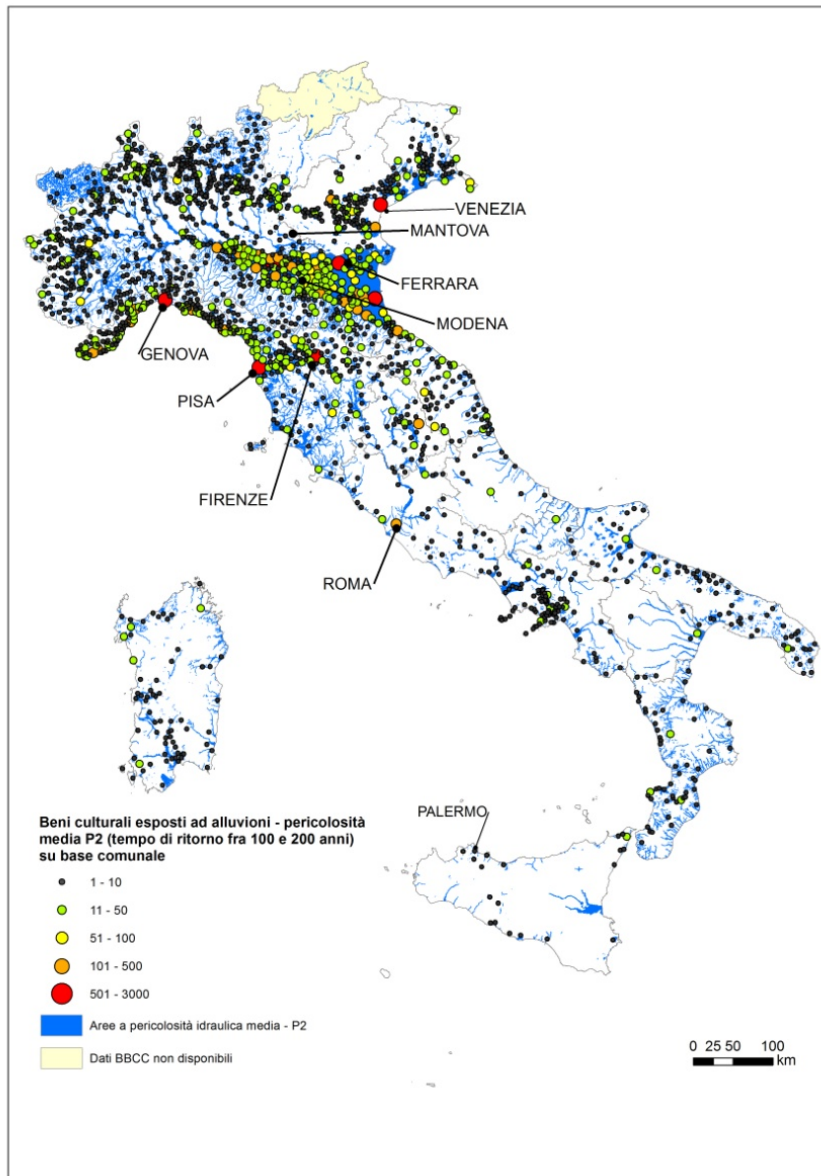 VENEZIA
MANTOVA
FERRARA
MODENA
GENOVA
PISA
FIRENZE
ROMA
PALERMO
Beni culturali esposti ad alluvioni - pericolosità
media P2 (tempo di ritorno fra 100 e 200 anni)
su base comunale
1 - 10
11 - 50
51 - 100
101 - 500
501 - 3000
Aree a pericolosità idraulica media - P2
Dati BBCC non disponibili
0 25 50 100
km